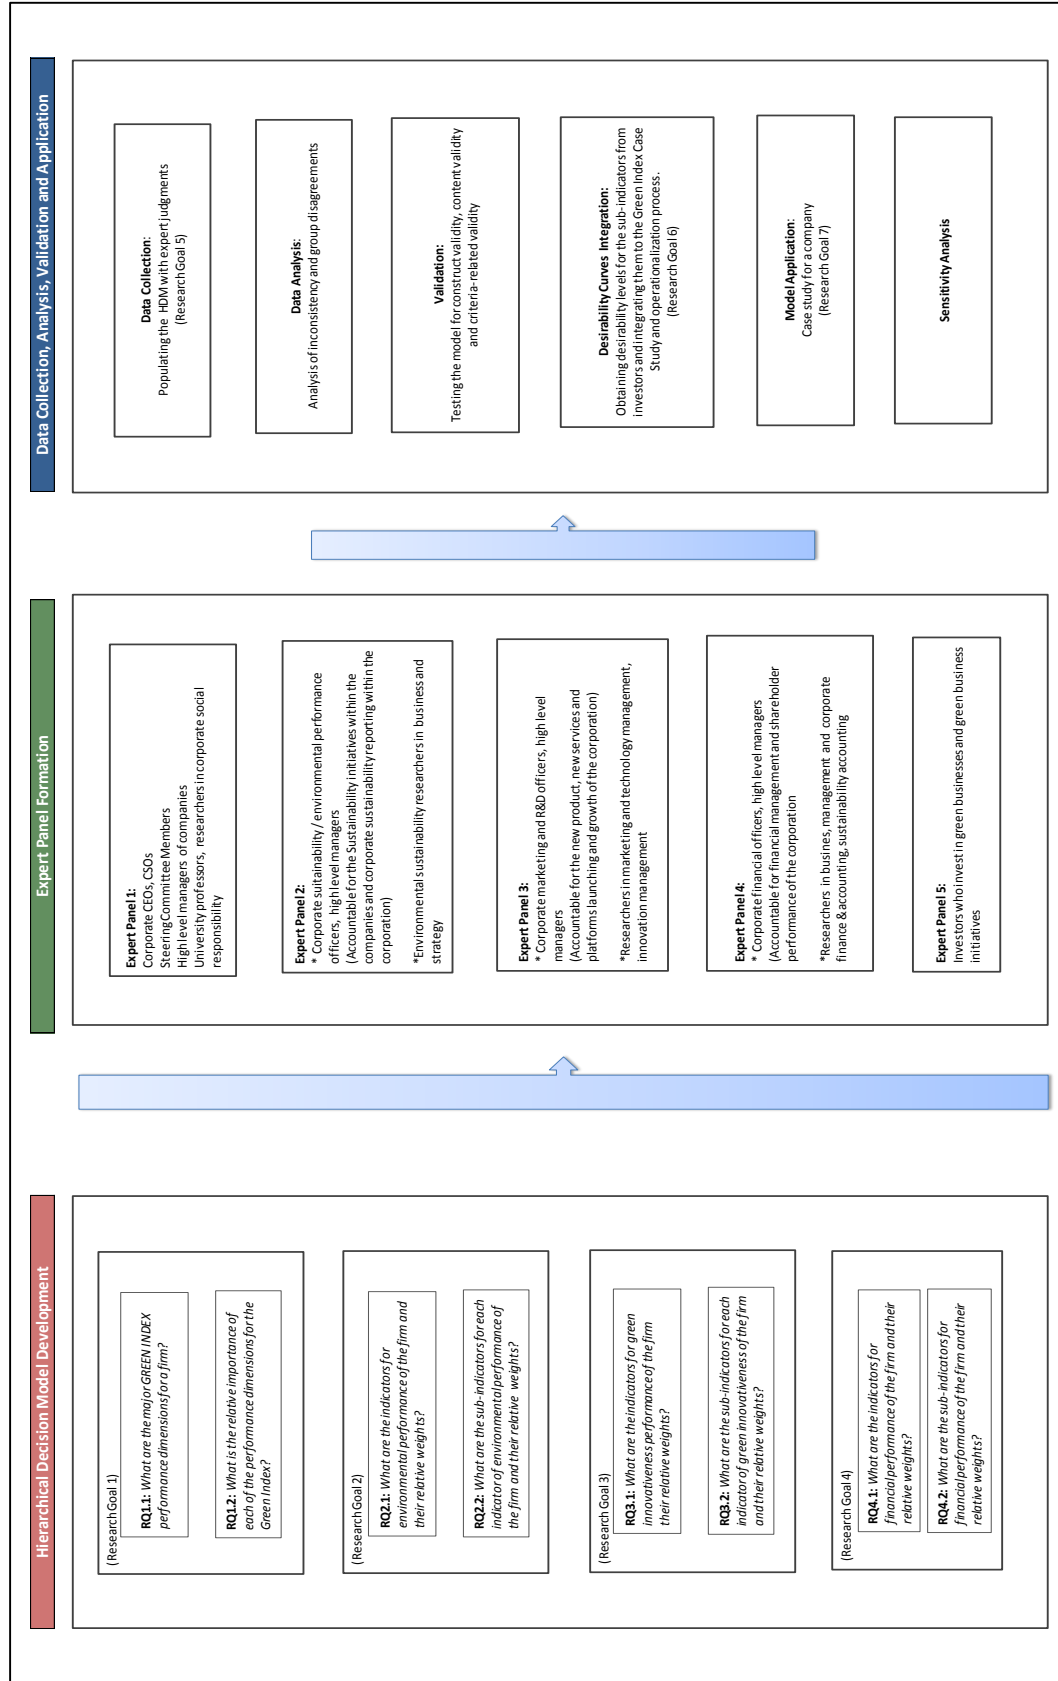 Hierarchical Decision Model Development
(Research Goal 1)
RQ1.1: What are the major GREEN INDEX
performance dimensions for a firm?
RQ1.2: What is the relative importance of
each of the performance dimensions for the
Green Index?
(Research Goal 2)
RQ2.1: What are the indicators for
environmental performance of the firm and
their relative weights?
RQ2.2: What are the sub-indicators for each
indicator of environmental performance of
the firm and their relative weights?
(Research Goal 3)
RQ3.1: What are the indicators for green
innovativeness performance of the firm
their relative weights?
RQ3.2: What are the sub-indicators for each
indicator of green innovativeness of the firm
and their relative weights?
(Research Goal 4)
RQ4.1: What are the indicators for
financial performance of the firm and their
relative weights?
RQ4.2: What are the sub-indicators for
financial performance of the firm and their
relative weights?
Expert Panel Formation
Expert Panel 1:
Corporate CEOs, CSOs
Steering Committee Members
High level managers of companies
University professors, researchers in corporate social
responsibility
Expert Panel 2:
* Corporate sutainability / environmental performance
officers, high level managers
(Accountable for the Sustainability initiatives within the
companies and corporate sustainability reporting within the
corporation)
*Environmental sustainability researchers in business and
strategy
Expert Panel 3:
* Corporate marketing and R&D officers, high level
managers
(Accountable for the new product, new services and
platforms launching and growth of the corporation)
*Researchers in marketing and technology management,
innovation management
Expert Panel 4:
* Corporate financial officers, high level managers
(Accountable for financial management and shareholder
performance of the corporation
*Researchers in busines, management and corporate
finance & accounting, sustainability accounting
Expert Panel 5:
Investors who invest in green businesses and green business
initiatives
Data Collection, Analysis, Validation and Application
Data Collection:
Populating the HDM with expert judgments
(Research Goal 5)
Data Analysis:
Analysis of inconsistency and group disagreements
Validation:
Testing the model for construct validity, content validity
and criteria-related validity
Desirability Curves Integration:
Obtaining desirability levels for the sub-indicators from
investors and integrating them to the Green Index Case
Study and operationalization process.
(Research Goal 6)
Model Application:
Case study for a company
(Research Goal 7)
Sensitivity Analysis